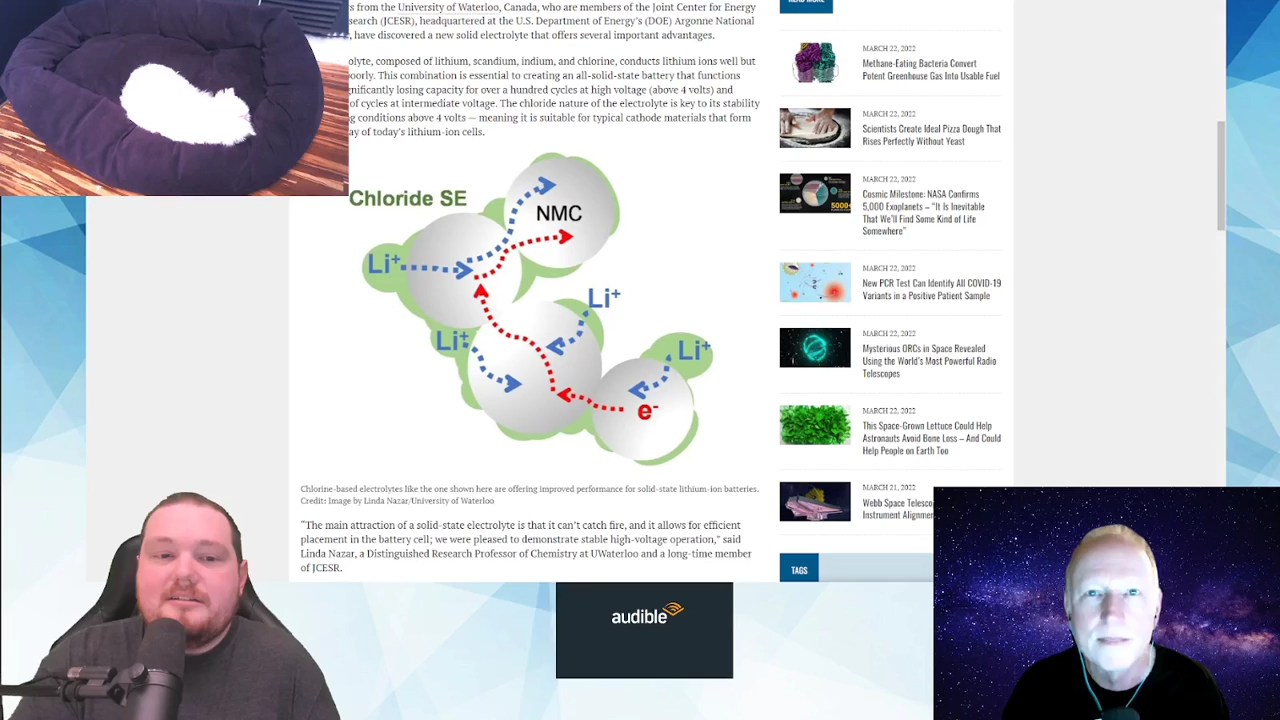 s from the University of Waterloo, Canada, who are members of the Joint Center for Energy
search (JCESR), headquartered at the U.S. Department of Energy's (DOE) Argonne National
, have discovered a new solid electrolyte that offers several important advantages.
olyte, composed of lithium, scandium, indium, and chlorine, conducts lithium ions well but
oorly. This combination is essential to creating an all-solid-state battery that functions
gnificantly losing capacity for over a hundred cycles at high voltage (above 4 volts) and
of cycles at intermediate voltage. The chloride nature of the electrolyte is key to its stability
g conditions above 4 volts — meaning it is suitable for typical cathode materials that form
ay of today's lithium-ion cells.
Chloride SE
NMC
Li+
Li+
Li+
Li+
e-
Chlorine-based electrolytes like the one shown here are offering improved performance for solid-state lithium-ion batteries.
Credit: Image by Linda Nazar/University of Waterloo
“The main attraction of a solid-state electrolyte is that it can't catch fire, and it allows for efficient
placement in the battery cell; we were pleased to demonstrate stable high-voltage operation,” said
Linda Nazar, a Distinguished Research Professor of Chemistry at UWaterloo and a long-time member
of JCESR.
READ MORE
MARCH 22, 2022
Methane-Eating Bacteria Convert
Potent Greenhouse Gas Into Usable Fuel
MARCH 22, 2022
Scientists Create Ideal Pizza Dough That
Rises Perfectly Without Yeast
5000+
MARCH 22, 2022
Cosmic Milestone: NASA Confirms
5,000 Exoplanets – “It Is Inevitable
That We'll Find Some Kind of Life
Somewhere”
MARCH 22, 2022
New PCR Test Can Identify All COVID-19
Variants in a Positive Patient Sample
MARCH 22, 2022
Mysterious ORCs in Space Revealed
Using the World's Most Powerful Radio
Telescopes
MARCH 22, 2022
This Space-Grown Lettuce Could Help
Astronauts Avoid Bone Loss – And Could
Help People on Earth Too
MARCH 21, 2022
Webb Space Telesco
Instrument Alignmen
TAGS
audible